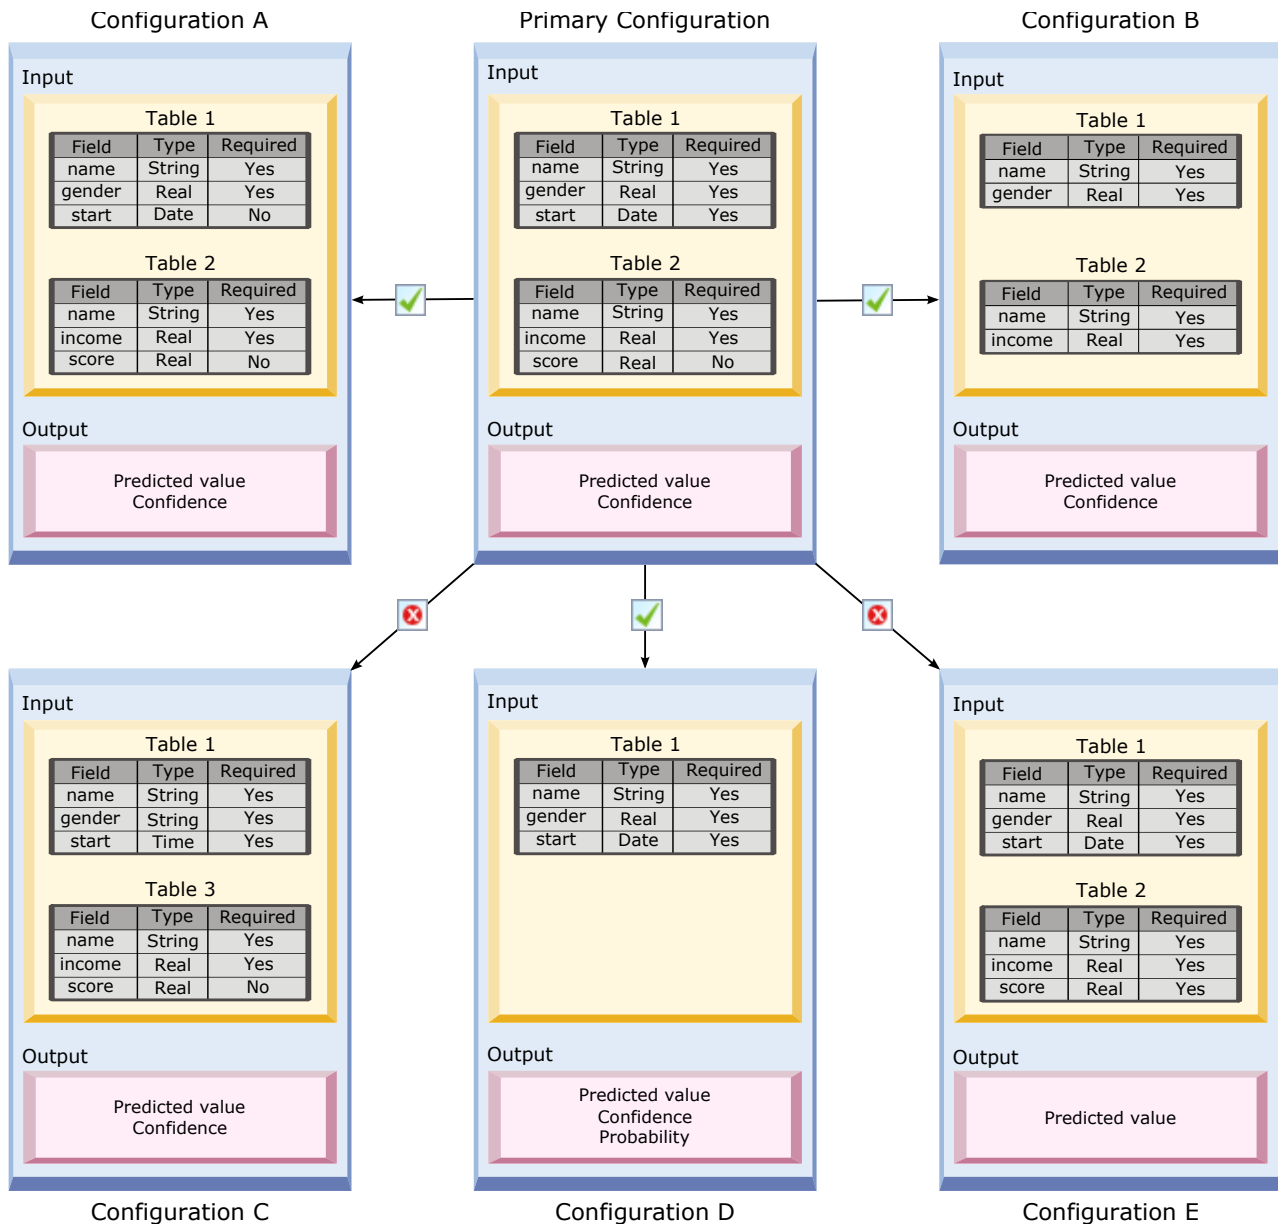 Configuration A
Input
Table 1
Field Type Required
name String Yes
gender Real Yes
start Date No
Table 2
Field Type Required
name String Yes
income Real Yes
score Real No
Output
Predicted value
Confidence
Primary Configuration
Input
Table 1
Field Type Required
name String Yes
gender Real Yes
start Date Yes
Table 2
Field Type Required
name String Yes
income Real Yes
score Real No
Output
Predicted value
Confidence
Configuration B
Input
Table 1
Field Type Required
name String Yes
gender Real Yes
Table 2
Field Type Required
name String Yes
income Real Yes
Output
Predicted value
Confidence
Input
Table 1
Field Type Required
name String Yes
gender String Yes
start Time Yes
Table 3
Field Type Required
name String Yes
income Real Yes
score Real No
Output
Predicted value
Confidence
Configuration C
Input
Table 1
Field Type Required
name String Yes
gender Real Yes
start Date Yes
Output
Predicted value
Confidence
Probability
Configuration D
Input
Table 1
Field Type Required
name String Yes
gender Real Yes
start Date Yes
Table 2
Field Type Required
name String Yes
income Real Yes
score Real Yes
Output
Predicted value
Configuration E